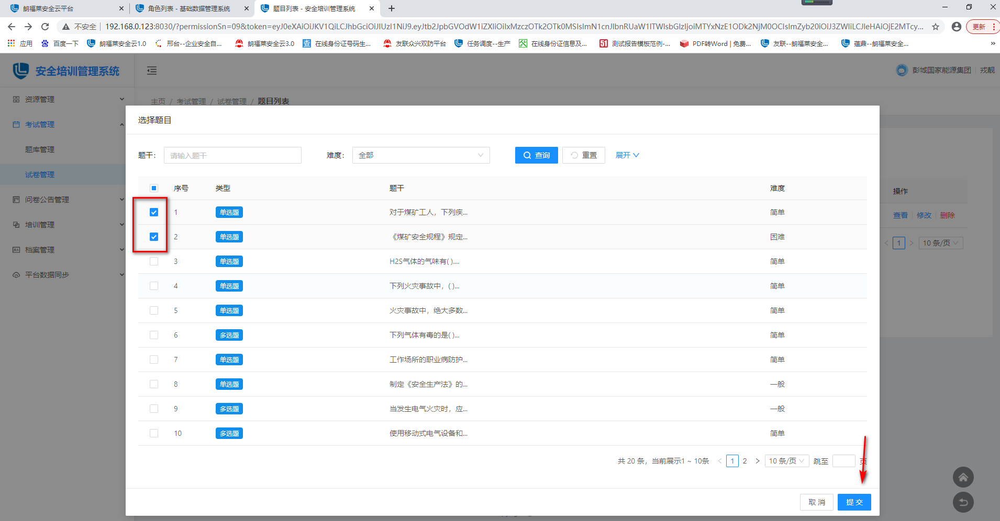 朗福莱安全云平台
角色列表 - 基础数据管理系统
题目列表 - 安全培训管理系统
不安全
192.168.0.123:8030/?permissionSn=09&token=eyJ0eXAiOiJKV1QiLCJhbGciOiJIUzI1NiJ9.eyJtb2JpbGVOdW1iZXIiOiIxMzczOTk2OTk0MSIsImN1cnJlbnRUaW1lTWlsbGlzIjoiMTYxNzE1ODk2NjM0OCIsImZyb20iOiJ3ZWIiLCJleHAiOjE2MTcy...
更新
应用
百度一下
朗福莱安全云1.0
邢台--企业安全自...
朗福莱安全云3.0
查
在线身份证号码生...
友联众兴双防平台
任务调度--生产
在线身份证信息及...
51
测试报告模板范例-...
PDF转Word | 免费...
友联--朗福莱安全...
蕴鼎--朗福莱安全...
»
安全培训管理系统
彭城国家能源集团
戎靓
资源管理
考试管理
题库管理
试卷管理
问卷公告管理
培训管理
档案管理
平台数据同步
主页 / 考试管理 / 试卷管理 / 题目列表
选择题目
题干：
请输入题干
难度：
全部
查询
重置
展开
序号 类型 题干 难度
1 单选题 对于煤矿工人，下列疾... 简单
2 单选题 《煤矿安全规程》规定... 困难
3 单选题 H2S气体的气味有( ).... 简单
4 单选题 下列火灾事故中，( )... 简单
5 单选题 火灾事故中，绝大多数... 简单
6 多选题 下列气体有毒的是( )... 简单
7 单选题 工作场所的职业病防护... 简单
8 单选题 制定《安全生产法》的... 一般
9 多选题 当发生电气火灾时，应... 一般
10 多选题 使用移动式电气设备和... 简单
共 20 条，当前展示1 ~ 10条 < 1 2 > 10 条/页 跳至 页
取 消
提 交
操作
查看 修改 删除
< 1 > 10 条/页